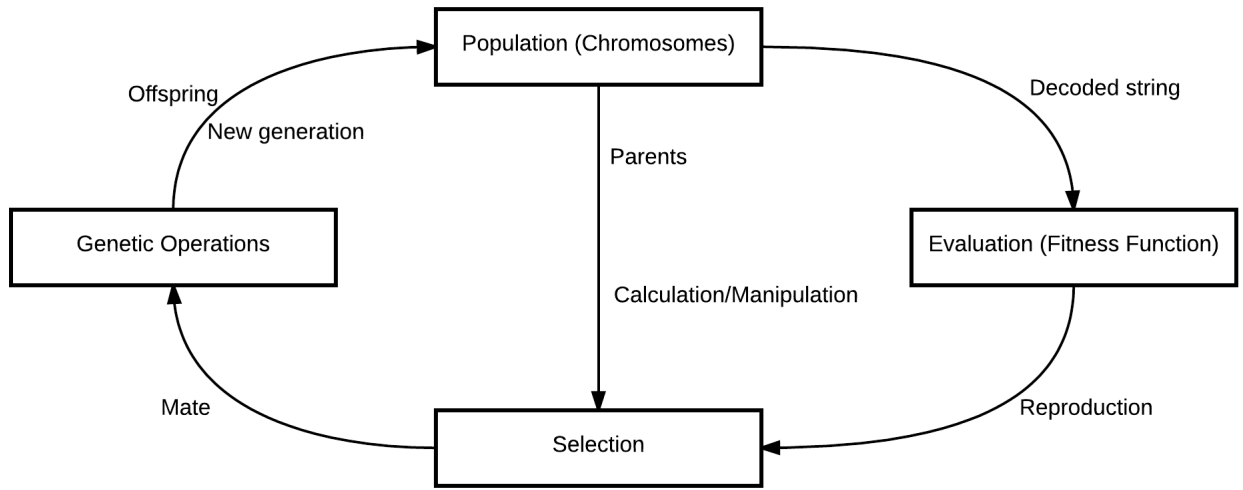 Population (Chromosomes)
Decoded string
Offspring
New generation
Parents
Genetic Operations
Evaluation (Fitness Function)
Calculation/Manipulation
Mate
Reproduction
Selection